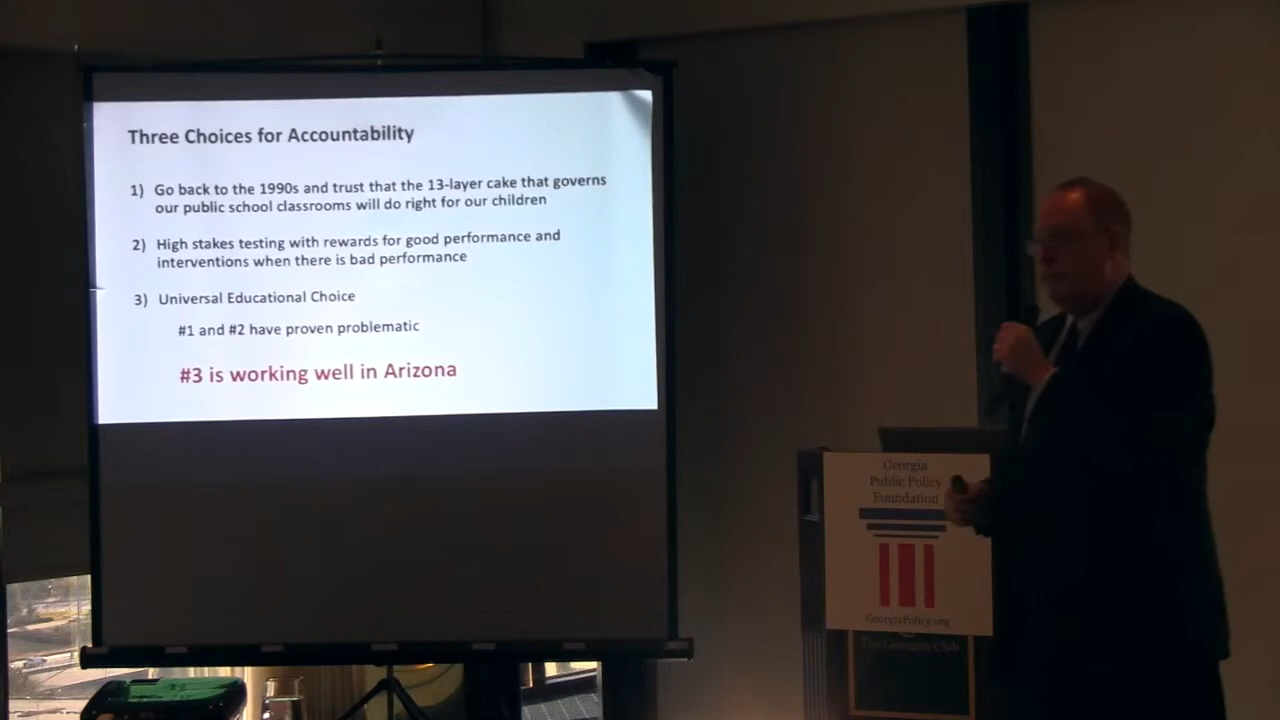 Three Choices for Accountability
1) Go back to the 1990s and trust that the 13-layer cake that governs
our public school classrooms will do right for our children
2) High stakes testing with rewards for good performance and
interventions when there is bad performance
3) Universal Educational Choice
#1 and #2 have proven problematic
#3 is working well in Arizona
Georgia
Public Policy
Foundation
GeorgiaPolicy.org
The Georgian Club